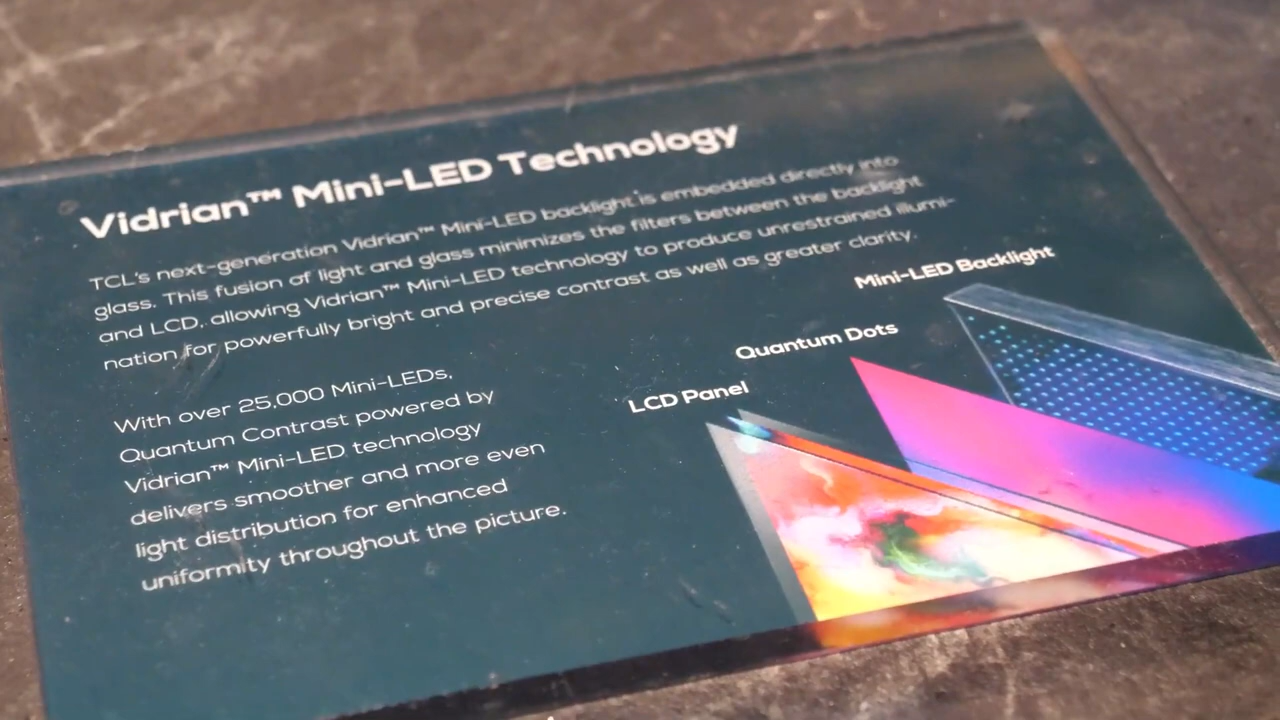 Vidrian™ Mini-LED Technology
TCL's next-generation Vidrian™ Mini-LED backlight is embedded directly into
glass. This fusion of light and glass minimizes the filters between the backlight
and LCD, allowing Vidrian™ Mini-LED technology to produce unrestrained illumi-
nation for powerfully bright and precise contrast as well as greater clarity.
Mini-LED Backlight
Quantum Dots
LCD Panel
With over 25,000 Mini-LEDs,
Quantum Contrast powered by
Vidrian™ Mini-LED technology
delivers smoother and more even
light distribution for enhanced
uniformity throughout the picture.